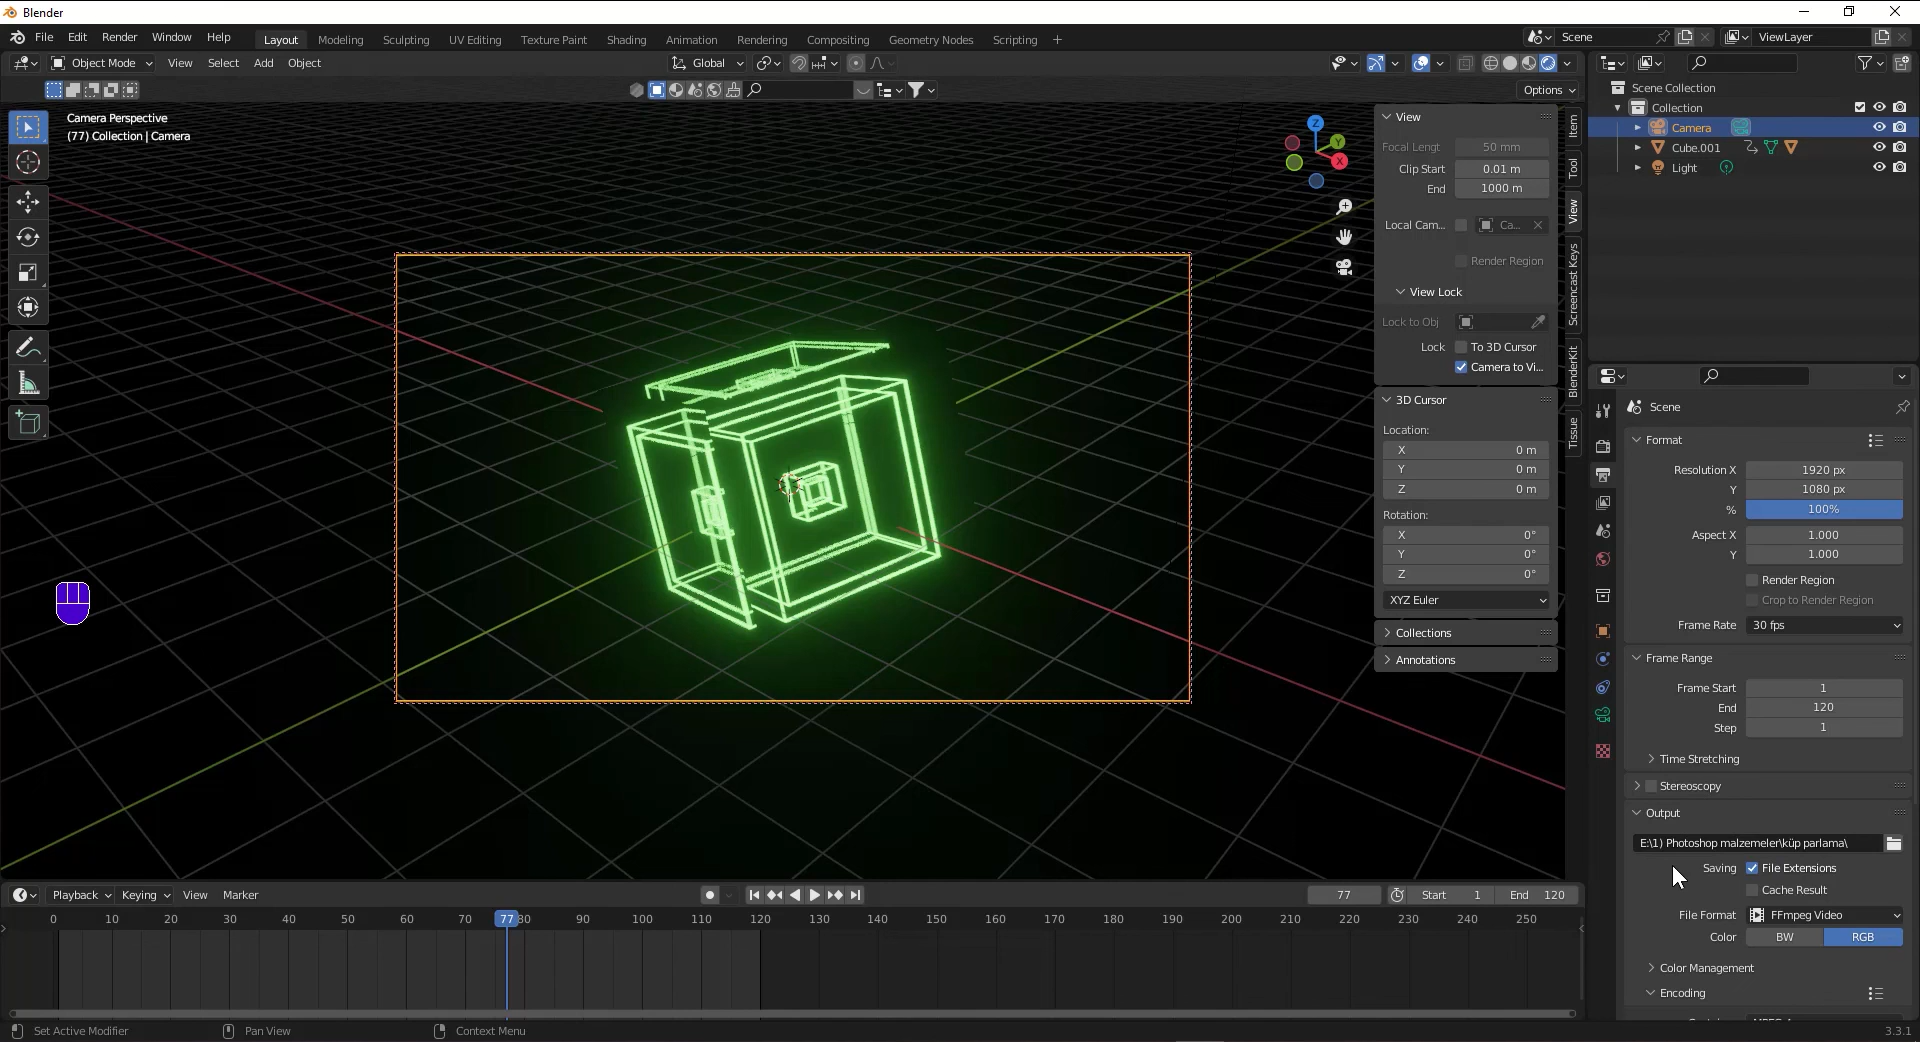 Blender
File Edit Render Window Help
Layout Modeling Sculpting UV Editing Texture Paint Shading Animation Rendering Compositing Geometry Nodes Scripting +
Scene
ViewLayer
Object Mode View Select Add Object
Global
Options
Camera Perspective
(77) Collection | Camera
Z
Y
X
View
Focal Lengt 50 mm
Clip Start 0.01 m
End 1000 m
Local Cam... Ca...
Render Region
View Lock
Lock to Obj
Lock To 3D Cursor
Camera to Vi...
3D Cursor
Location:
X 0 m
Y 0 m
Z 0 m
Rotation:
X 0°
Y 0°
Z 0°
XYZ Euler
Collections
Annotations
Item
Tool
View
Screencast Keys
BlenderKit
Tissue
Scene Collection
Collection
Camera
Cube.001
Light
Scene
Format
Resolution X 1920 px
Y 1080 px
% 100%
Aspect X 1.000
Y 1.000
Render Region
Crop to Render Region
Frame Rate 30 fps
Frame Range
Frame Start 1
End 120
Step 1
Time Stretching
Stereoscopy
Output
E:\1) Photoshop malzemeler\küp parlama\
Saving File Extensions
Cache Result
File Format FFmpeg Video
Color BW RGB
Color Management
Encoding
Playback Keying View Marker
77 Start 1 End 120
0 10 20 30 40 50 60 70 77 80 90 100 110 120 130 140 150 160 170 180 190 200 210 220 230 240 250
Set Active Modifier Pan View Context Menu
3.3.1